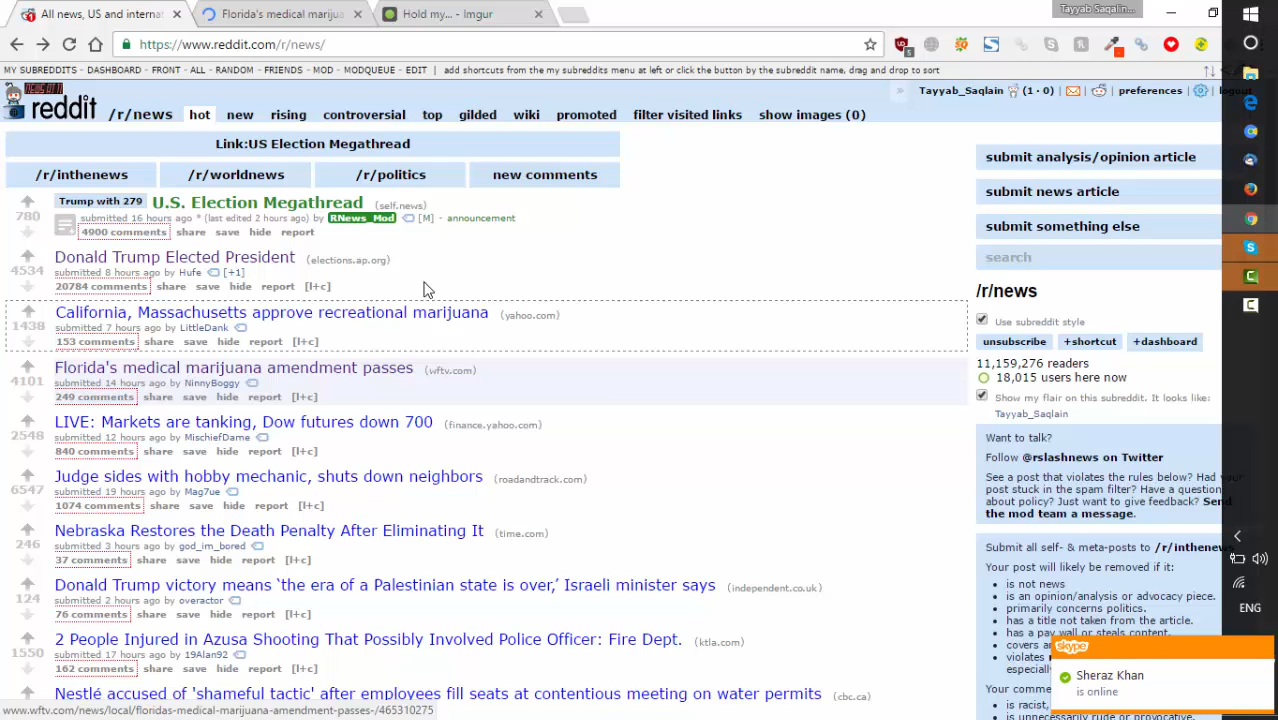 All news, US and interna
Florida's medical mariju
Hold my... - Imgur
Tayyab Saqlain...
https://www.reddit.com/r/news/
MY SUBREDDITS - DASHBOARD - FRONT - ALL - RANDOM - FRIENDS - MOD - MODQUEUE - EDIT | add shortcuts from the my subreddits menu at left or click the button by the subreddit name, drag and drop to sort
reddit /r/news hot new rising controversial top gilded wiki promoted filter visited links show images (0)
Tayyab_Saqlain (1 · 0) | preferences | logout
Link:US Election Megathread
/r/inthenews /r/worldnews /r/politics new comments
780
Trump with 279 U.S. Election Megathread (self.news)
submitted 16 hours ago * (last edited 2 hours ago) by RNews_Mod [M] - announcement
4900 comments share save hide report
4534
Donald Trump Elected President (elections.ap.org)
submitted 8 hours ago by Hufe [+1]
20784 comments share save hide report [l+c]
1438
California, Massachusetts approve recreational marijuana (yahoo.com)
submitted 7 hours ago by LittleDank
153 comments share save hide report [l+c]
4101
Florida's medical marijuana amendment passes (wftv.com)
submitted 14 hours ago by NinnyBoggy
249 comments share save hide report [l+c]
2548
LIVE: Markets are tanking, Dow futures down 700 (finance.yahoo.com)
submitted 12 hours ago by MischiefDame
840 comments share save hide report [l+c]
6547
Judge sides with hobby mechanic, shuts down neighbors (roadandtrack.com)
submitted 19 hours ago by Mag7ue
1074 comments share save hide report [l+c]
246
Nebraska Restores the Death Penalty After Eliminating It (time.com)
submitted 3 hours ago by god_im_bored
37 comments share save hide report [l+c]
124
Donald Trump victory means ‘the era of a Palestinian state is over,’ Israeli minister says (independent.co.uk)
submitted 2 hours ago by overactor
76 comments share save hide report [l+c]
1550
2 People Injured in Azusa Shooting That Possibly Involved Police Officer: Fire Dept. (ktla.com)
submitted 17 hours ago by 19Alan92
162 comments share save hide report [l+c]
Nestlé accused of 'shameful tactic' after employees fill seats at contentious meeting on water permits (cbc.ca)
www.wftv.com/news/local/floridas-medical-marijuana-amendment-passes-/465310275
submit analysis/opinion article
submit news article
submit something else
search
/r/news
Use subreddit style
unsubscribe +shortcut +dashboard
11,159,276 readers
18,015 users here now
Show my flair on this subreddit. It looks like:
Tayyab_Saqlain
Want to talk?
Follow @rslashnews on Twitter
See a post that violates the rules below? Had your
post stuck in the spam filter? Have a question
about policy? Just want to give feedback? Send
the mod team a message.
Submit all self- & meta-posts to /r/inthenews
Your post will likely be removed if it:
is not news
is an opinion/analysis or advocacy piece.
primarily concerns politics.
has a title not taken from the article.
has a pay wall or steals content.
covers
violates
especially
Your comme
is racist,
is unnecessarily rude or provocative.
ENG
skype
Sheraz Khan
is online